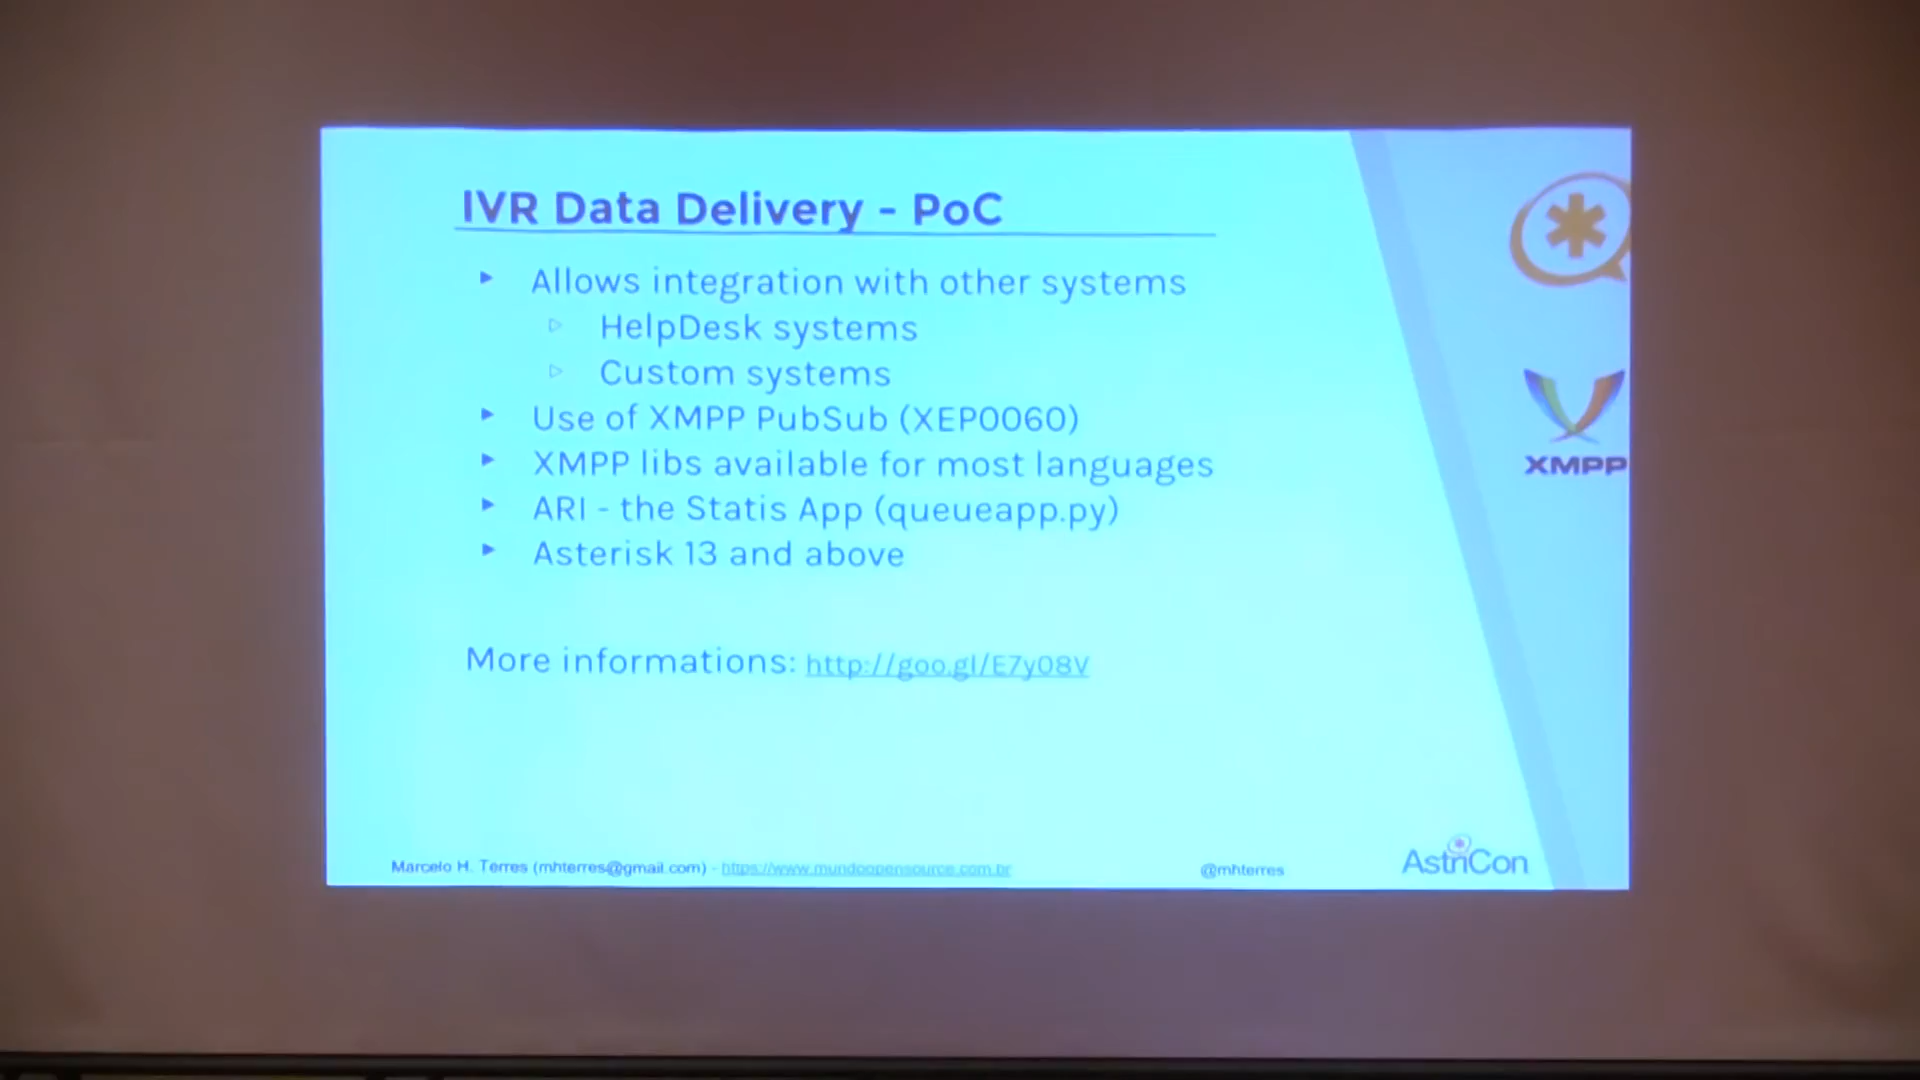 IVR Data Delivery - PoC
Allows integration with other systems
HelpDesk systems
Custom systems
Use of XMPP PubSub (XEP0060)
XMPP libs available for most languages
ARI - the Statis App (queueapp.py)
Asterisk 13 and above
More informations: http://goo.gl/E7y08V
XMPP
Marcelo H. Terres (mhterres@gmail.com) - https://www.mundoopensource.com.br
@mhterres
AstriCon